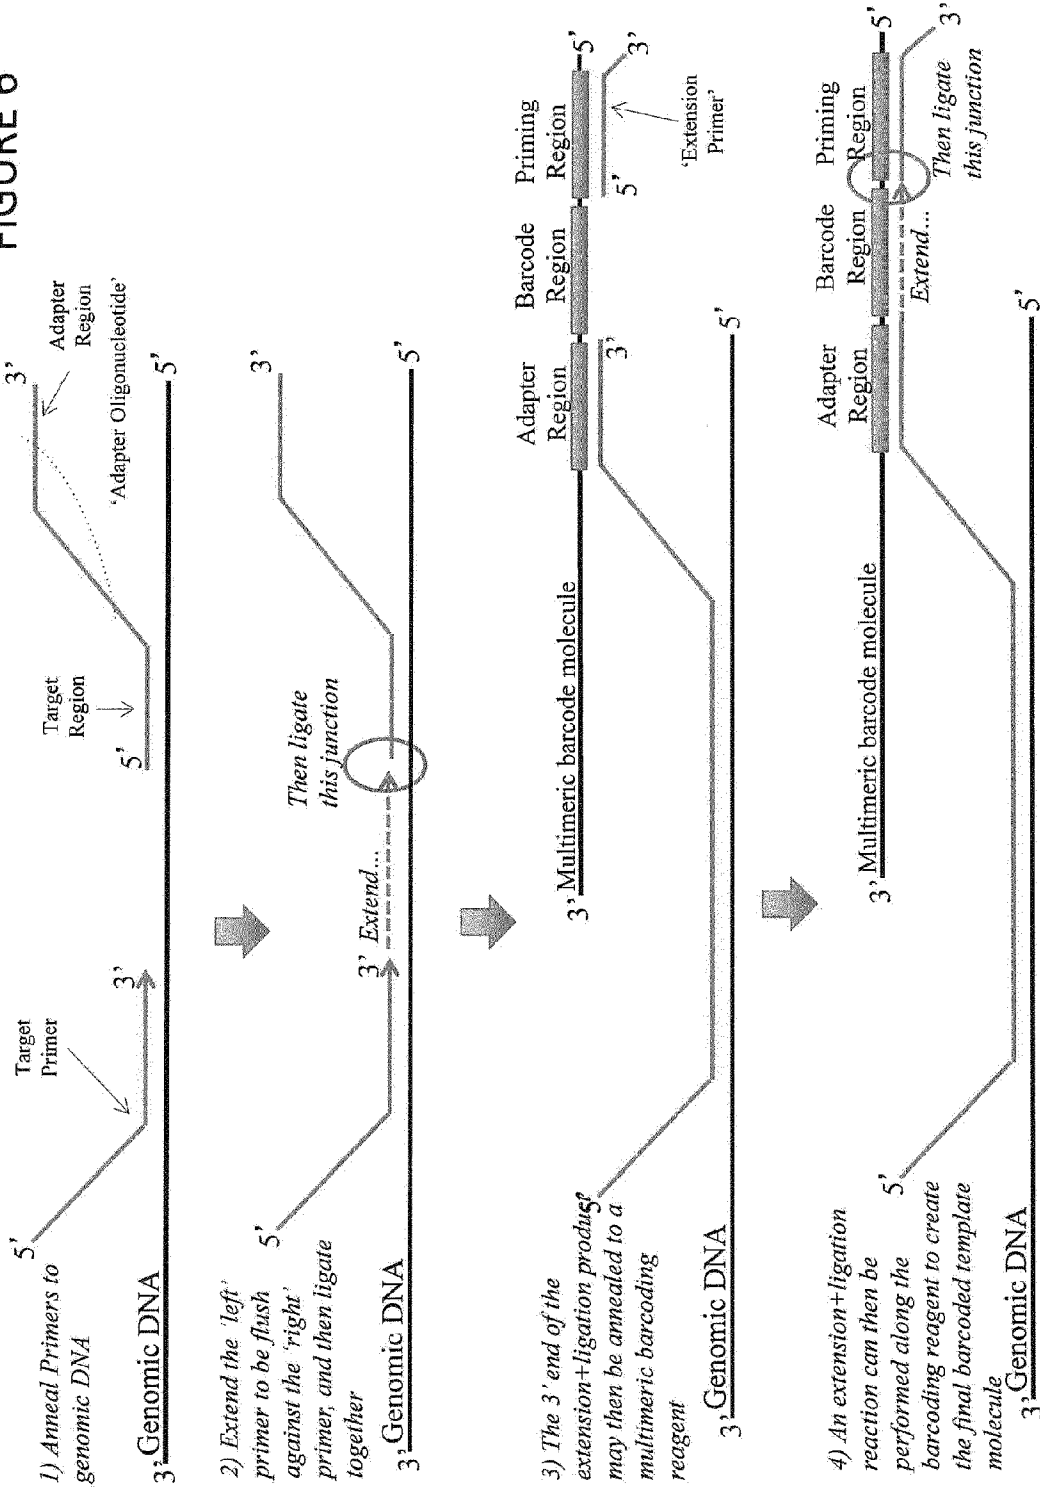 FIGURE 6
1) Anneal Primers to
genomic DNA
5'
Target
Primer
3'
Target
Region
5'
3'
Adapter
Region
'Adapter Oligonucleotide'
3'
Genomic DNA
5'
2) Extend the 'left'
primer to be flush
against the 'right'
primer, and then ligate
together
5'
3'
Extend...
Then ligate
this junction
3'
3'
Genomic DNA
5'
3) The 3' end of the
extension+ligation product
may then be annealed to a
multimeric barcoding
reagent
5'
3'
Multimeric barcode molecule
Adapter
Region
Barcode
Region
Priming
Region
5'
3'
5'
3'
'Extension
Primer'
3'
Genomic DNA
5'
4) An extension+ligation
reaction can then be
performed along the
barcoding reagent to create
the final barcoded template
molecule
5'
3'
Multimeric barcode molecule
Adapter
Region
Barcode
Region
Priming
Region
5'
3'
Extend...
Then ligate
this junction
3'
Genomic DNA
5'